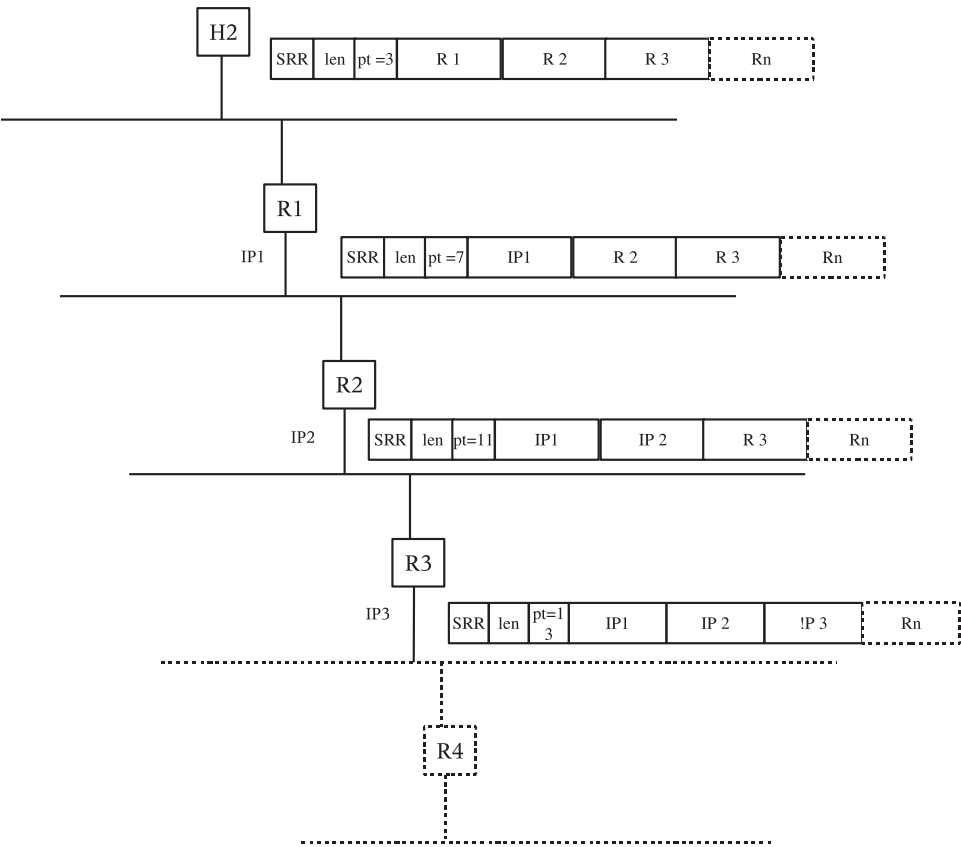 H2
SRR len pt =3 R 1 R 2 R 3 Rn
R1
IP1
SRR len pt =7 IP1 R 2 R 3 Rn
R2
IP2
SRR len pt=11 IP1 IP 2 R 3 Rn
R3
IP3
SRR len pt=1
3 IP1 IP 2 !P 3 Rn
R4